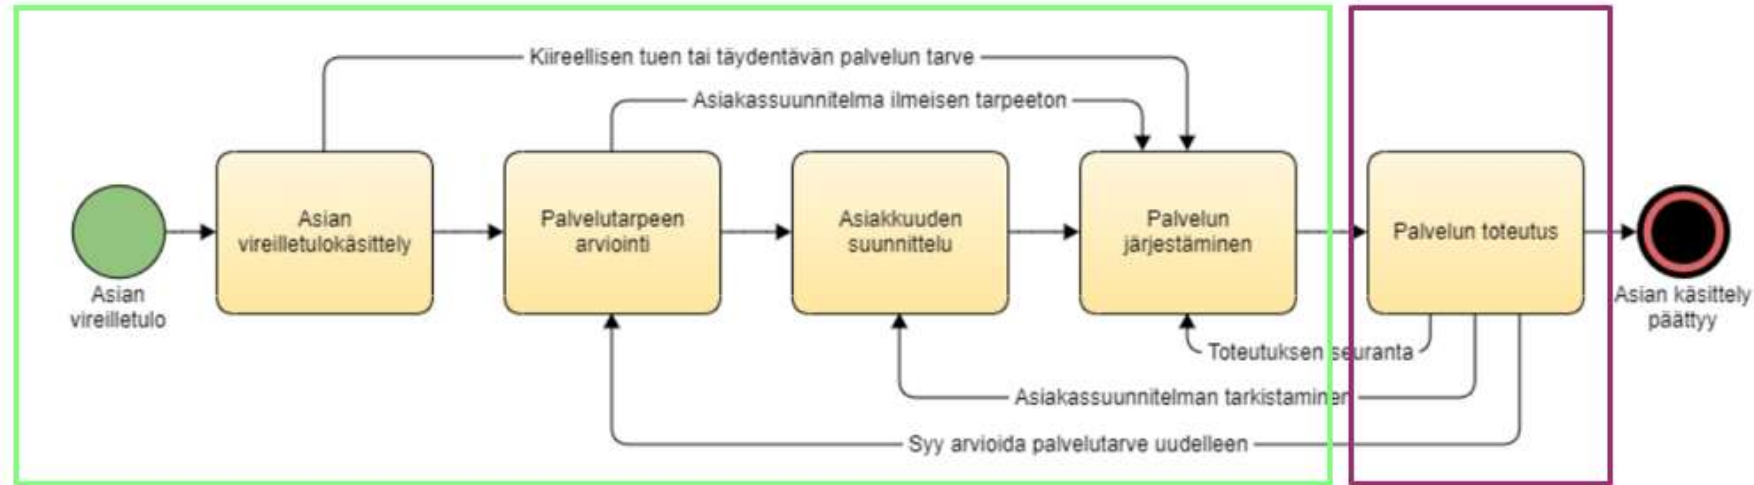 Kiireellisen tuen tai täydentävän palvelun tarve
Asiakassuunnitelma ilmeisen tarpeeton
Asian
vireilletulo
Asian
vireilletulokäsittely
Palvelutarpeen
arviointi
Asiakkuuden
suunnittelu
Palvelun
järjestäminen
Palvelun toteutus
Asian käsittely
päättyy
Toteutuksen seuranta
Asiakassuunnitelman tarkistaminen
Syy arvioida palvelutarve uudelleen